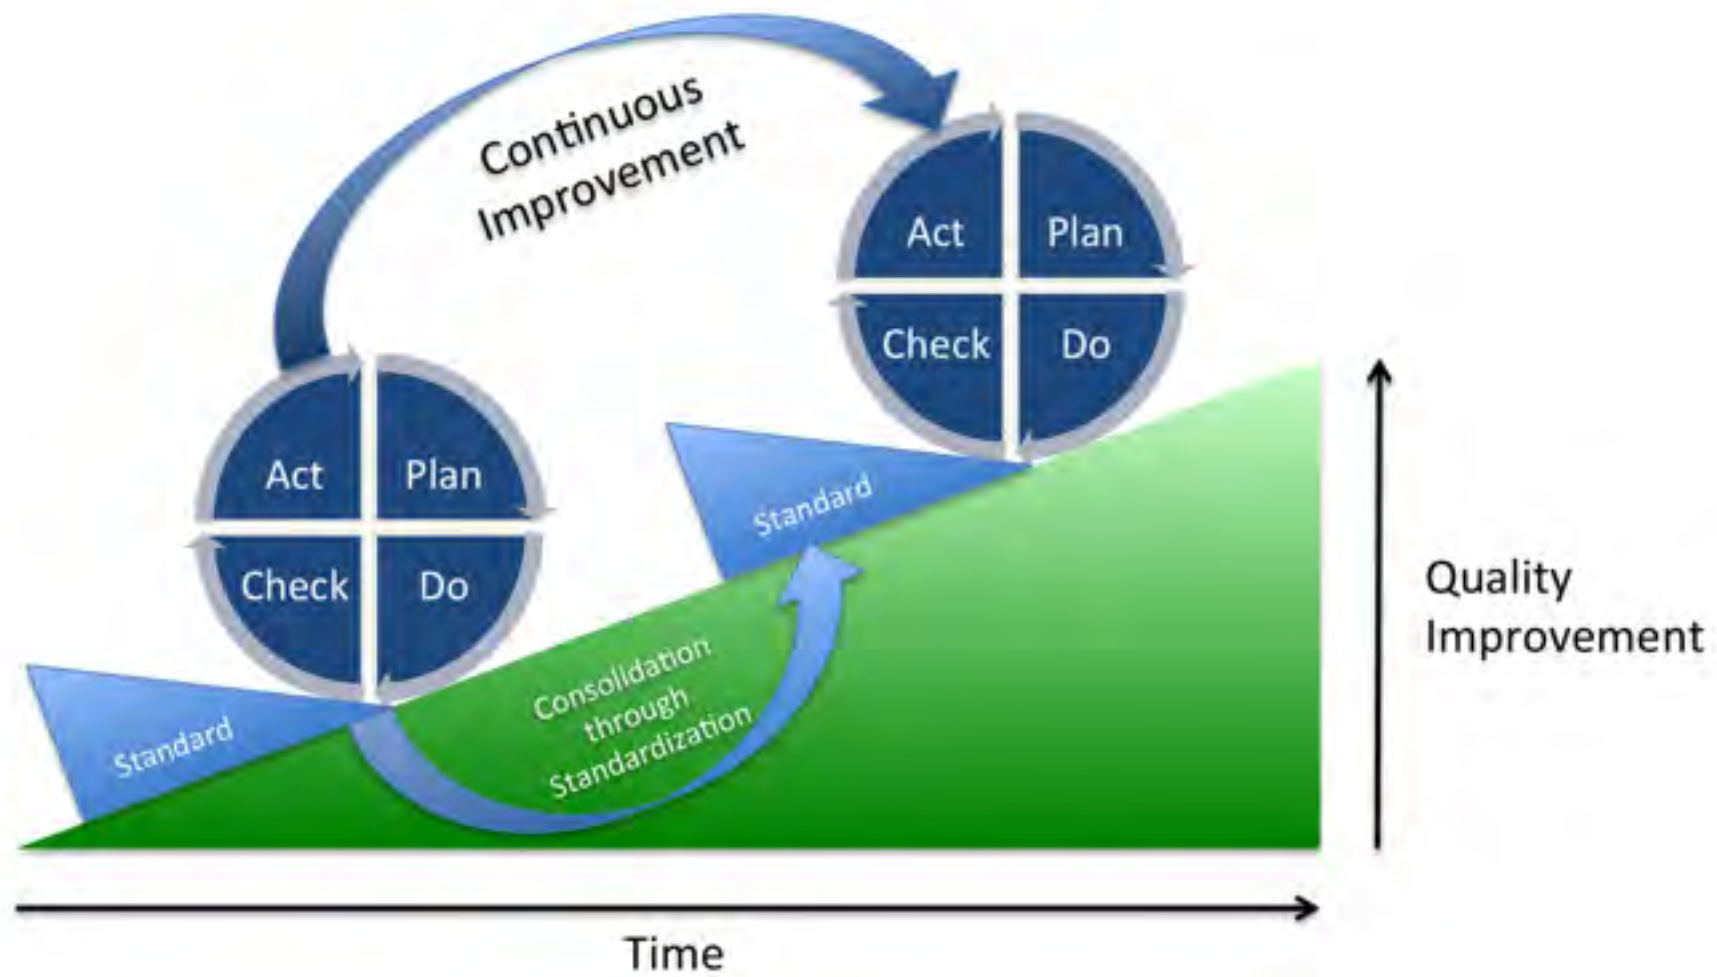 Continuous
Improvement
Act
Plan
Check
Do
Act
Plan
Check
Do
Standard
Standard
Consolidation
through
Standardization
Quality
Improvement
Time